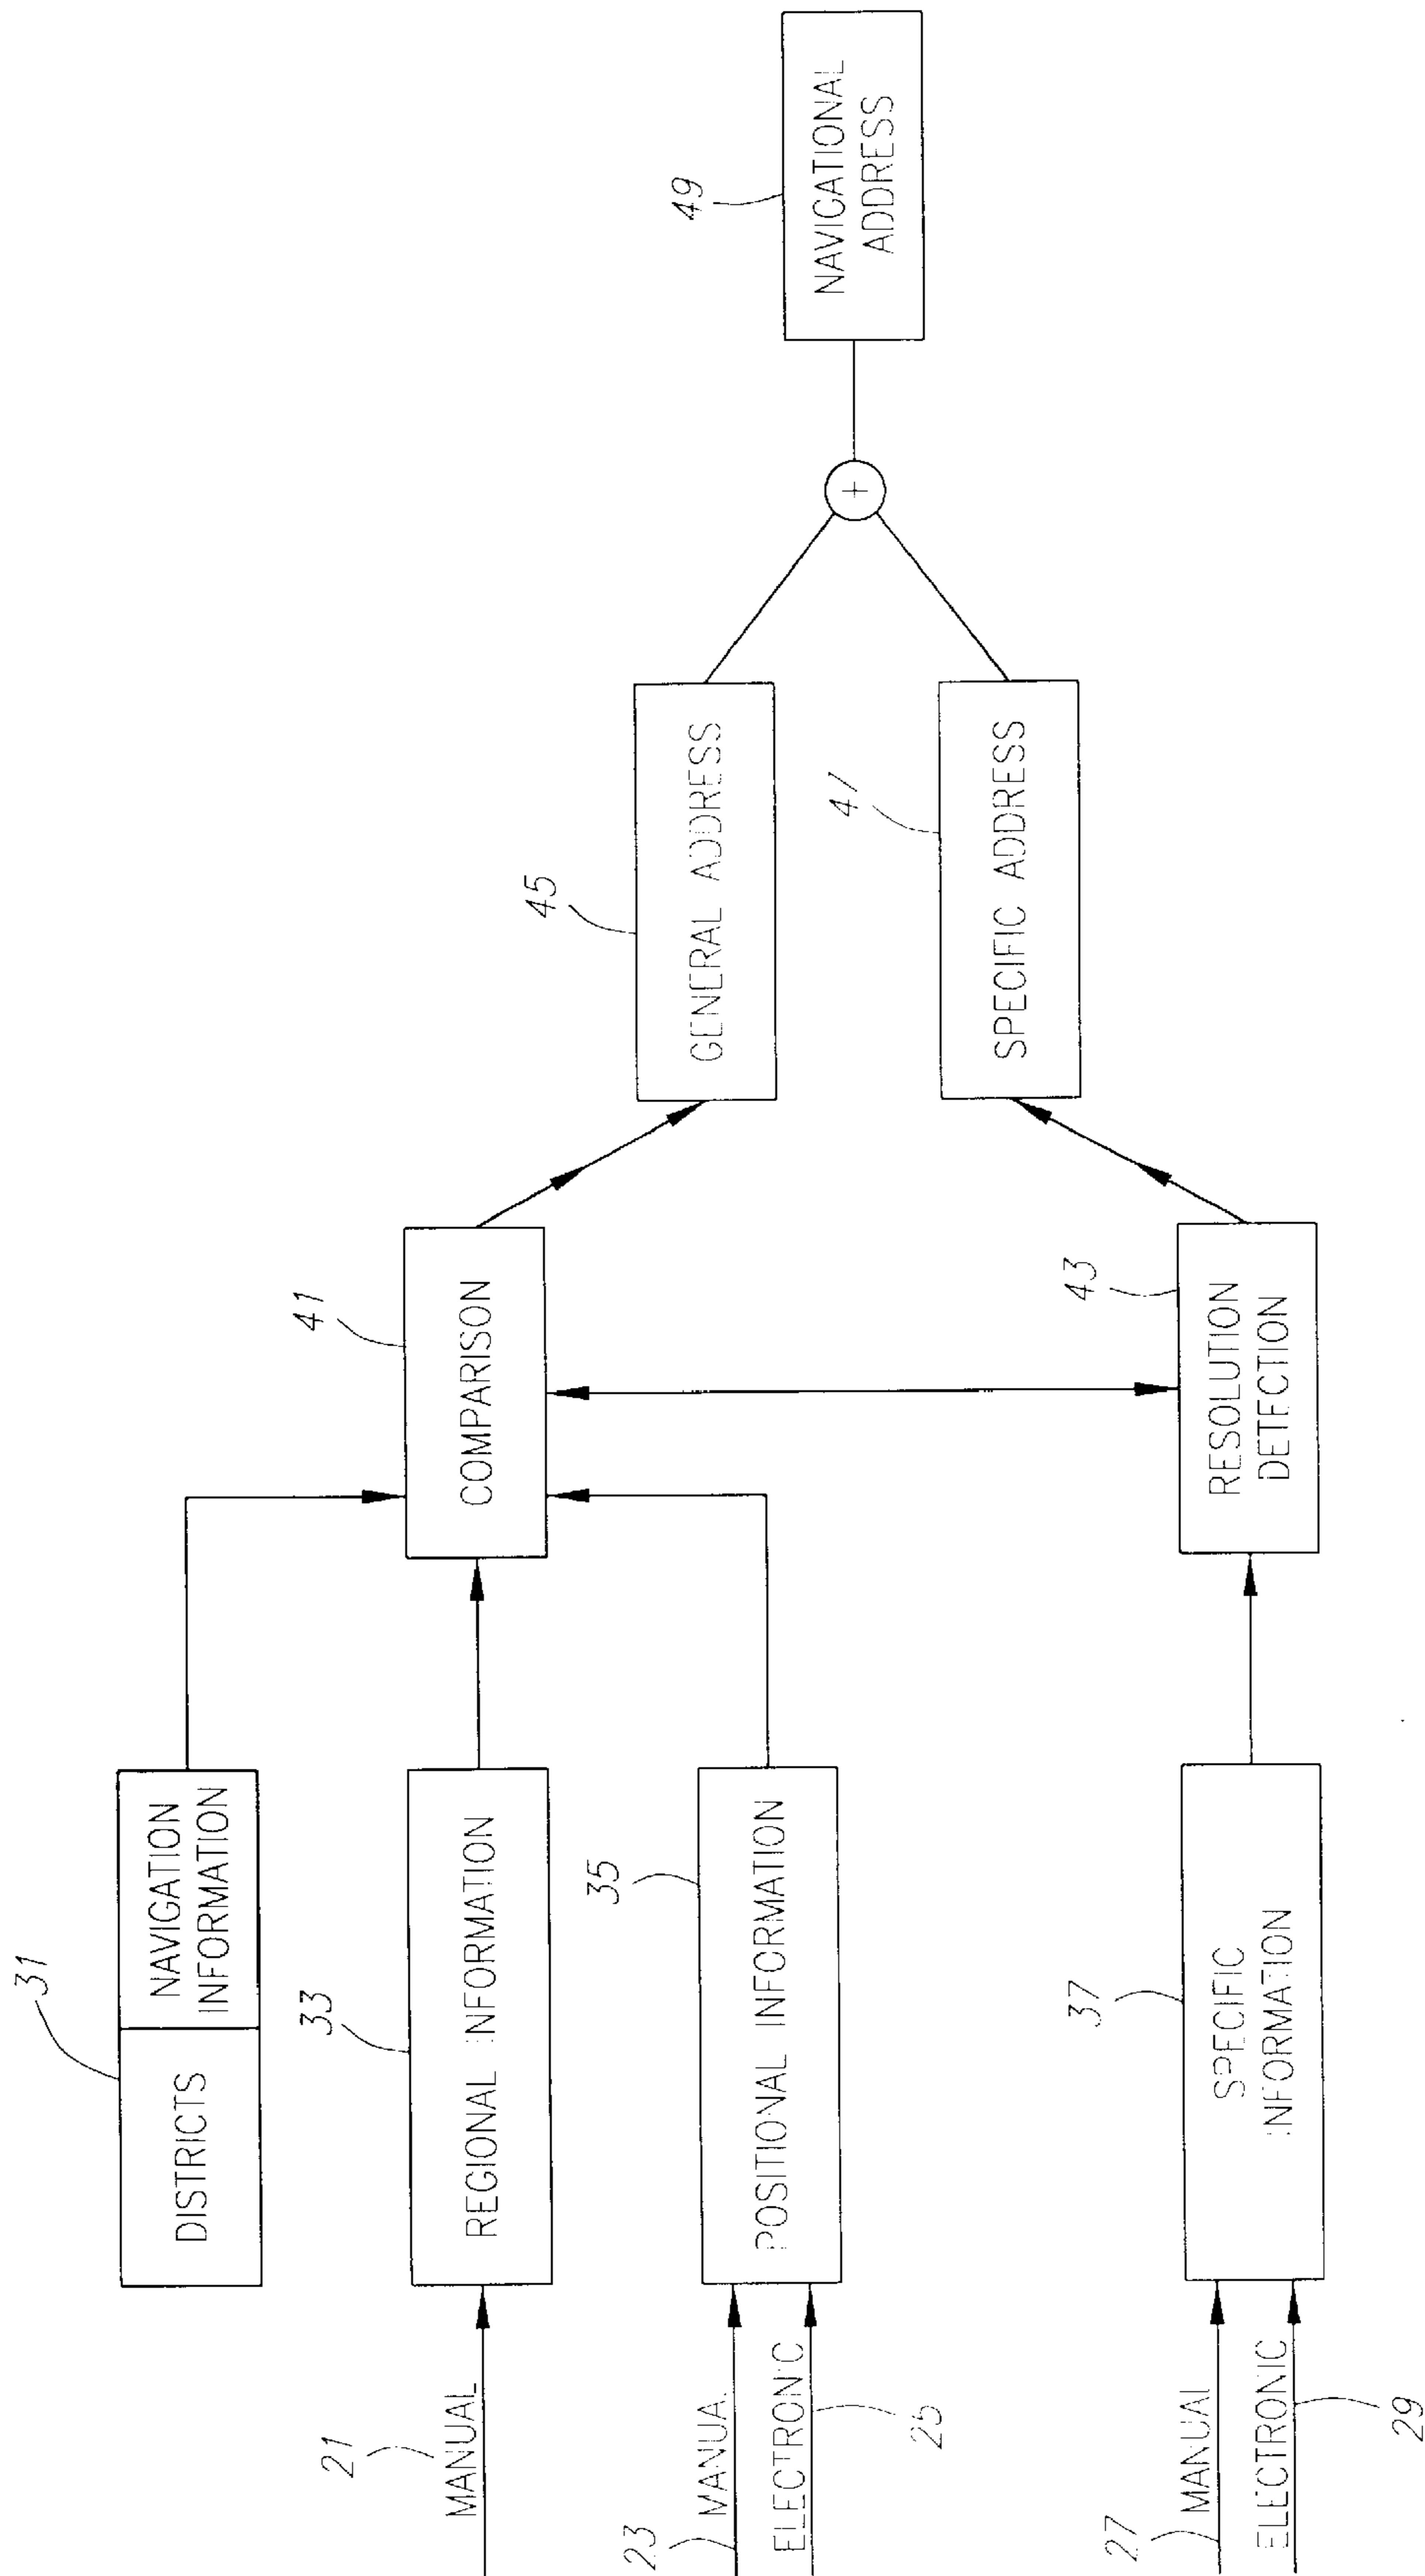 31
DISTRICTS
NAVIGATION
INFORMATION
21
MANUAL
33
REGIONAL INFORMATION
23
MANUAL
ELECTRONIC
25
35
POSITIONAL INFORMATION
27
MANUAL
ELECTRONIC
29
37
SPECIFIC
INFORMATION
41
COMPARISON
43
RESOLUTION
DETECTION
45
GENERAL ADDRESS
47
SPECIFIC ADDRESS
+
49
NAVIGATIONAL
ADDRESS